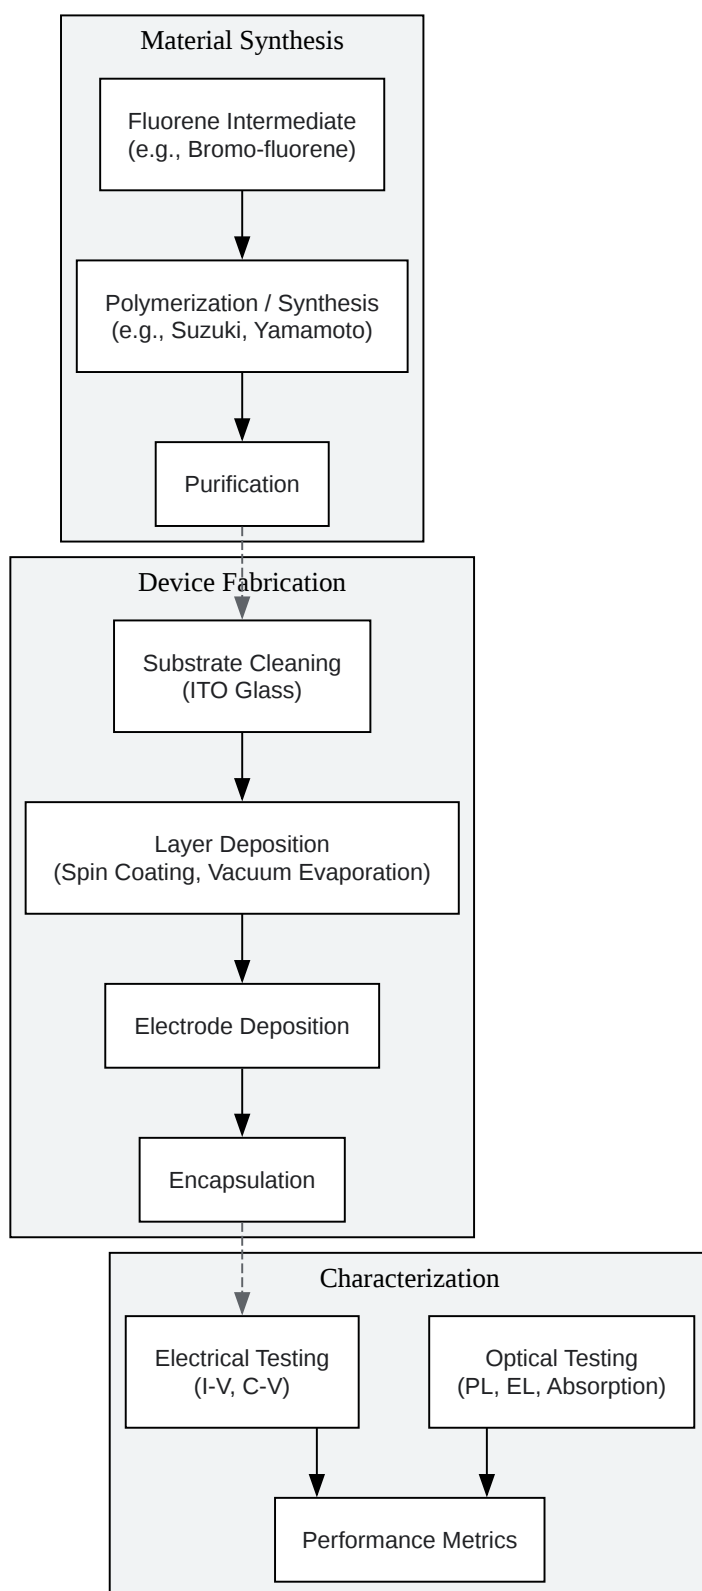 Material Synthesis
Fluorene Intermediate
(e.g., Bromo-fluorene)
Polymerization / Synthesis
(e.g., Suzuki, Yamamoto)
Purification
Device Fabrication
Substrate Cleaning
(ITO Glass)
Layer Deposition
(Spin Coating, Vacuum Evaporation)
Electrode Deposition
Encapsulation
Characterization
Electrical Testing
(I-V, C-V)
Optical Testing
(PL, EL, Absorption)
Performance Metrics